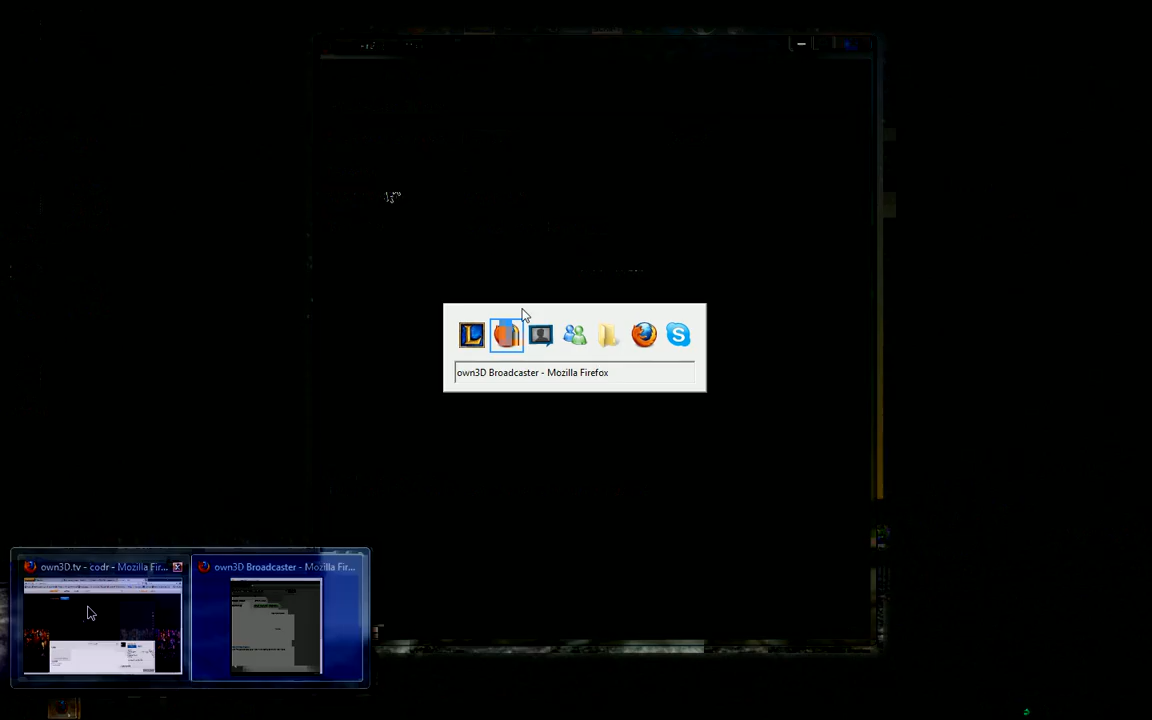 own3D Broadcaster - Mozilla Firefox
own3D.tv - codr - Mozilla Fir...
own3D Broadcaster - Mozilla Fir...